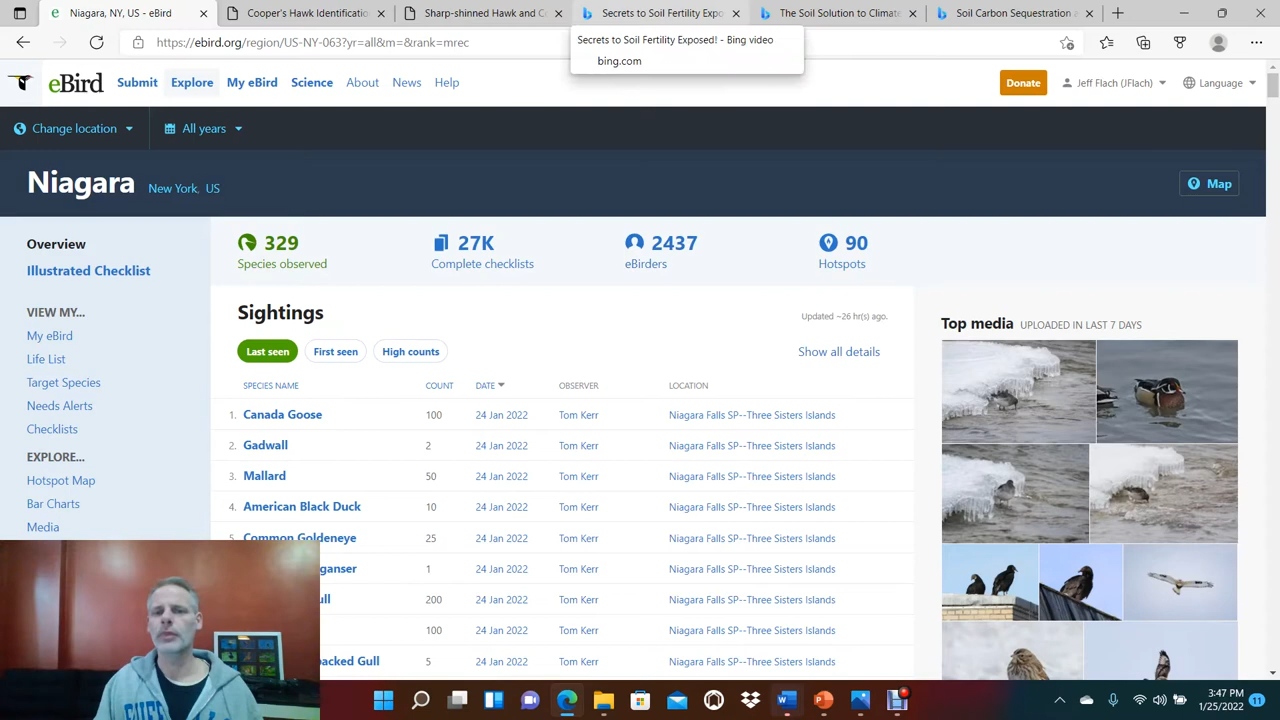 Niagara, New York, US - eBird
Hawk Identification
Sharp-shinned Hawk and C
Secrets to Soil Fertility Expo
The Soil Solution to Climate
Soil Carbon Sequestration e
https://ebird.org/region/US-NY-063?yr=all&m=&rank=mrec
Secrets to Soil Fertility Exposed! - Bing video
bing.com
eBird Submit Explore My eBird Science About News Help
Donate Jeff Flach (JFlach) Language
Change location All years
Niagara New York, US
Map
Overview
Illustrated Checklist
VIEW MY...
My eBird
Life List
Target Species
Needs Alerts
Checklists
EXPLORE...
Hotspot Map
Bar Charts
Media
329 Species observed
27K Complete checklists
2437 eBirders
90 Hotspots
Sightings
Updated ~26 hr(s) ago.
Last seen First seen High counts
Show all details
SPECIES NAME COUNT DATE OBSERVER LOCATION
1. Canada Goose 100 24 Jan 2022 Tom Kerr Niagara Falls SP--Three Sisters Islands
2. Gadwall 2 24 Jan 2022 Tom Kerr Niagara Falls SP--Three Sisters Islands
3. Mallard 50 24 Jan 2022 Tom Kerr Niagara Falls SP--Three Sisters Islands
4. American Black Duck 10 24 Jan 2022 Tom Kerr Niagara Falls SP--Three Sisters Islands
5. Common Goldeneye 25 24 Jan 2022 Tom Kerr Niagara Falls SP--Three Sisters Islands
ganser 1 24 Jan 2022 Tom Kerr Niagara Falls SP--Three Sisters Islands
ull 200 24 Jan 2022 Tom Kerr Niagara Falls SP--Three Sisters Islands
100 24 Jan 2022 Tom Kerr Niagara Falls SP--Three Sisters Islands
backed Gull 5 24 Jan 2022 Tom Kerr Niagara Falls SP--Three Sisters Islands
Top media UPLOADED IN LAST 7 DAYS
3:47 PM
1/25/2022